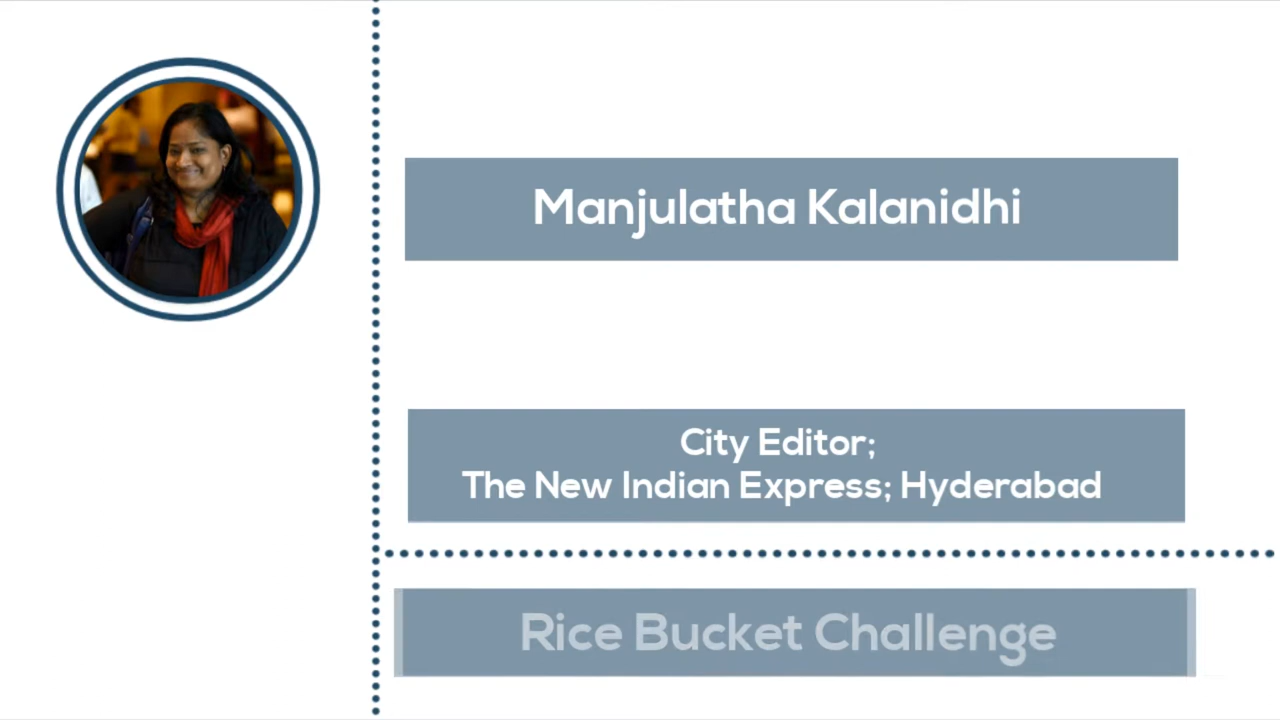 Manjulatha Kalanidhi
City Editor;
The New Indian Express; Hyderabad
Rice Bucket Challenge